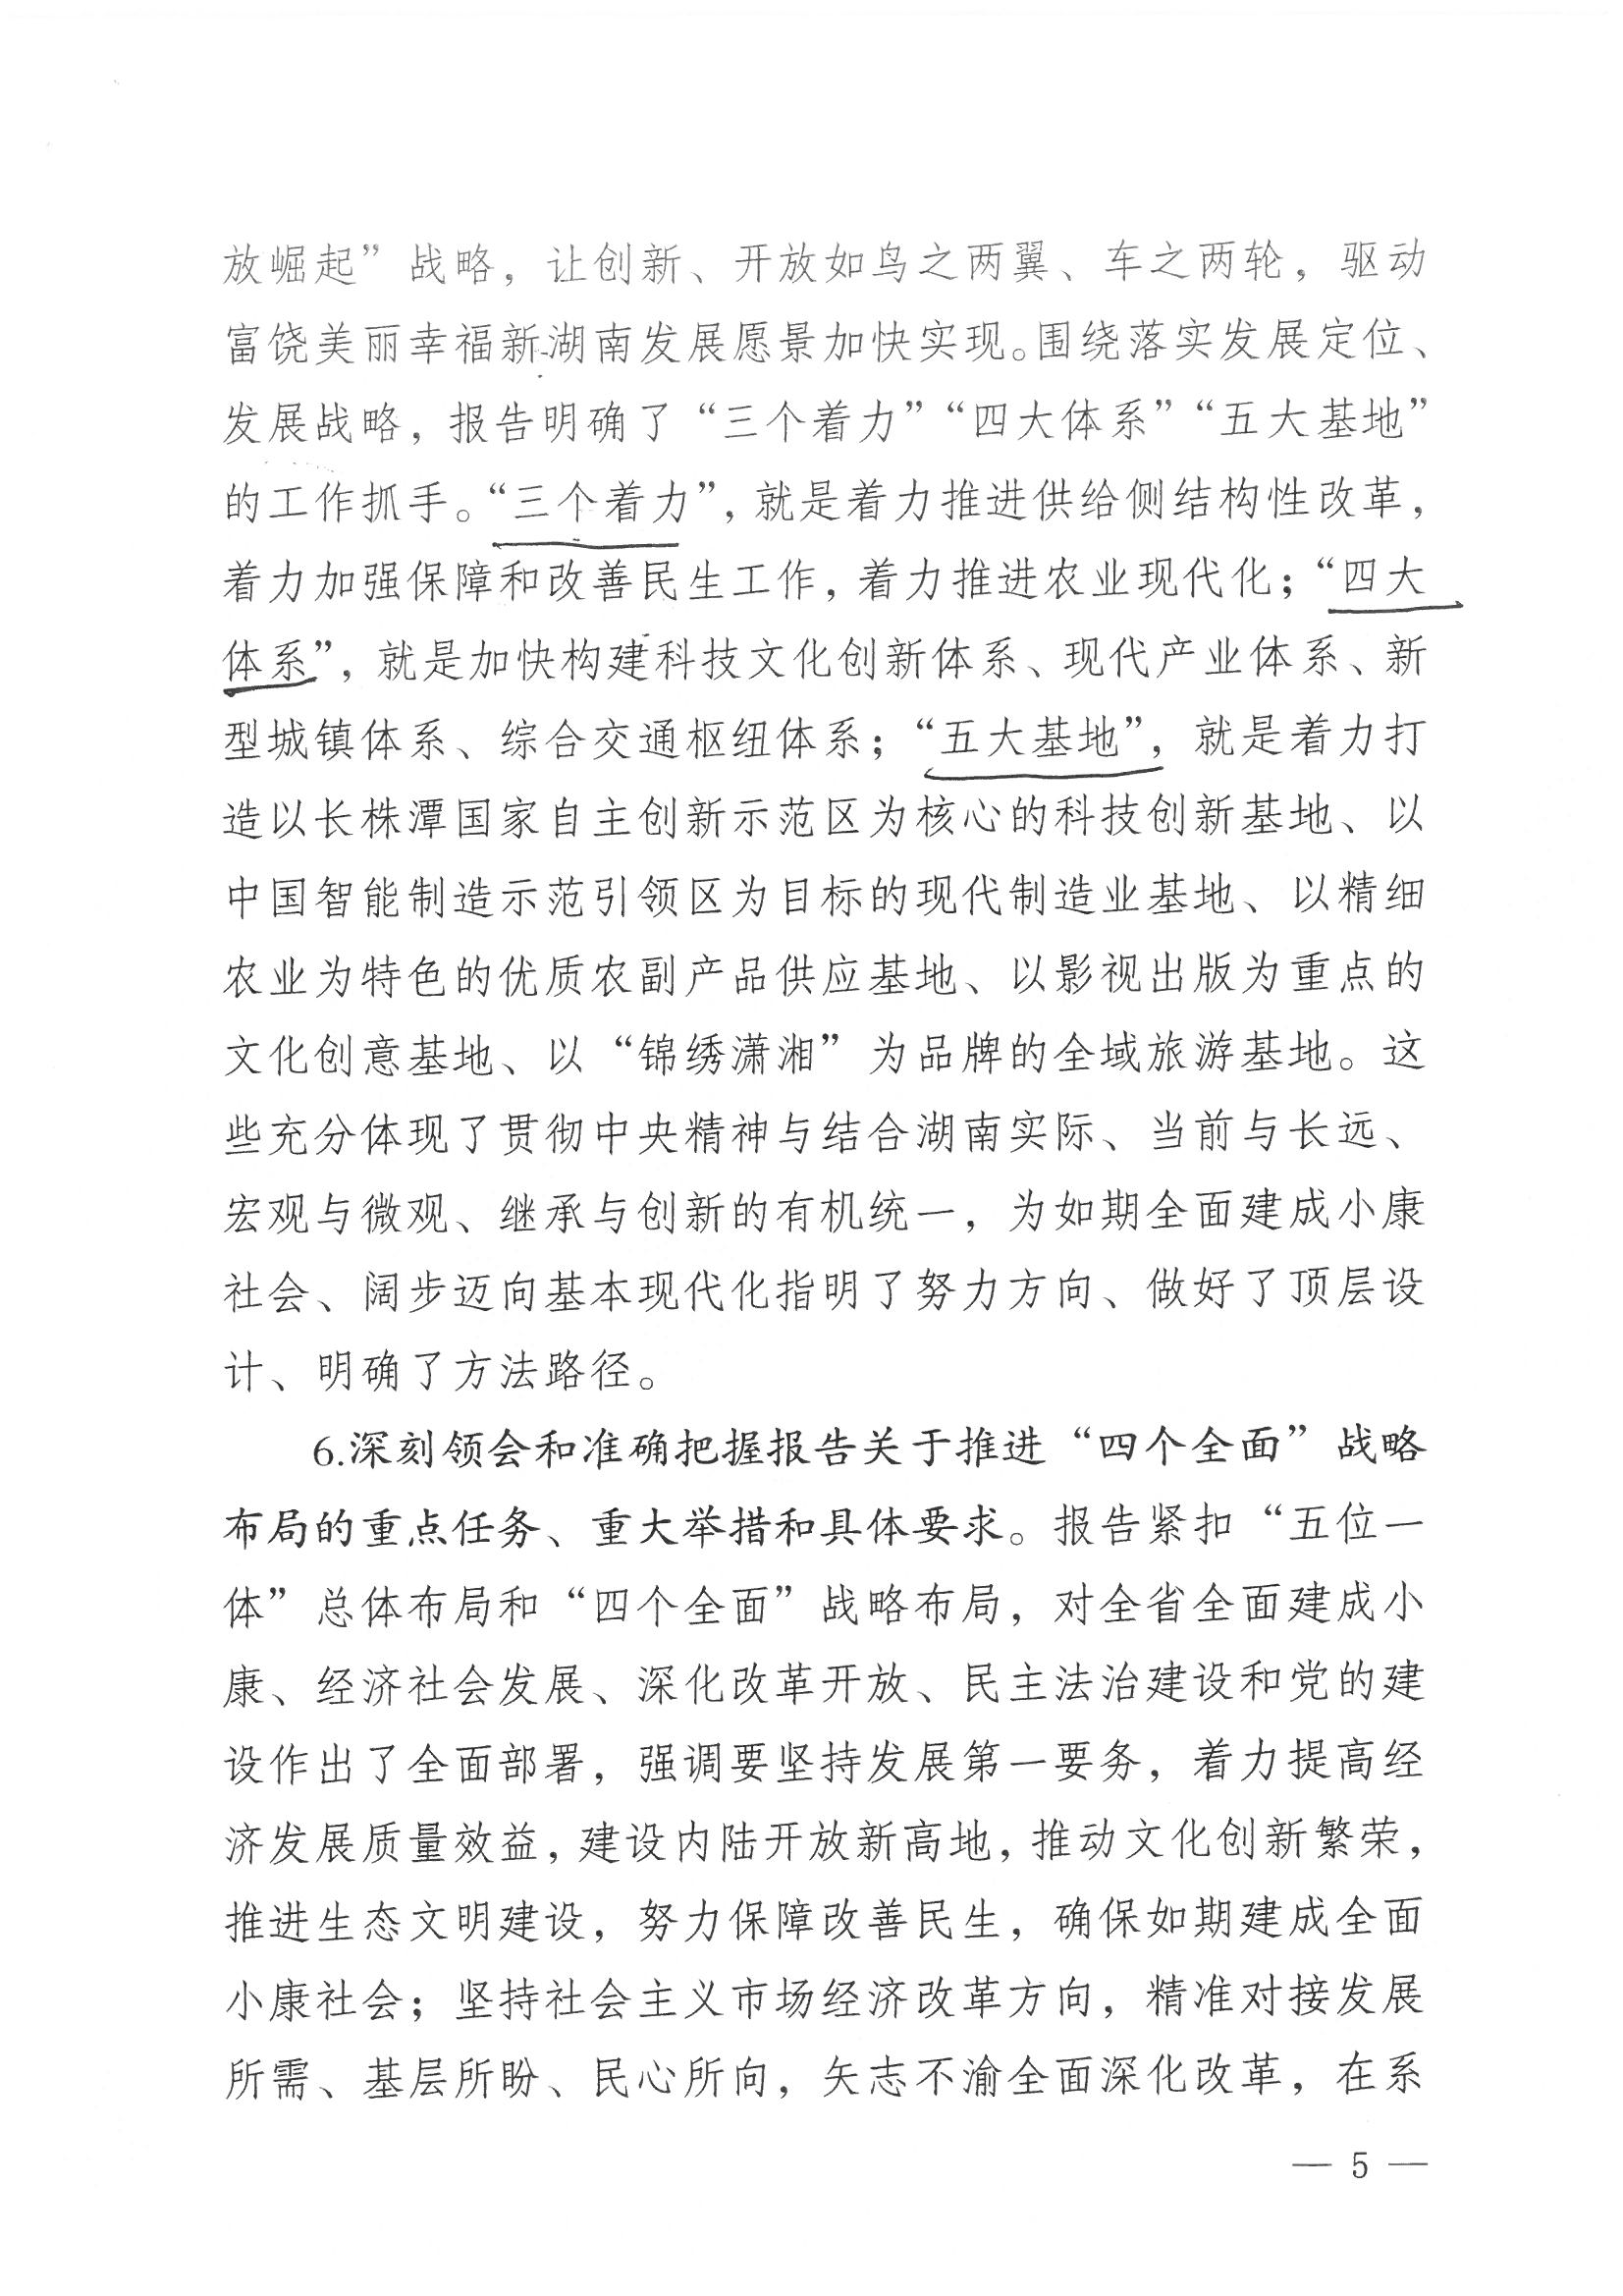 放崛起”战略，让创新、开放如鸟之两翼、车之两轮，驱动
富饶美丽幸福新湖南发展愿景加快实现。围绕落实发展定位、
发展战略，报告明确了“三个着力”“四大体系”“五大基地”
的工作抓手。“三个着力”，就是着力推进供给侧结构性改革，
着力加强保障和改善民生工作，着力推进农业现代化；“四大
体系”，就是加快构建科技文化创新体系、现代产业体系、新
型城镇体系、综合交通枢纽体系；“五大基地”，就是着力打
造以长株潭国家自主创新示范区为核心的科技创新基地、以
中国智能制造示范引领区为目标的现代制造业基地、以精细
农业为特色的优质农副产品供应基地、以影视出版为重点的
文化创意基地、以“锦绣潇湘”为品牌的全域旅游基地。这
些充分体现了贯彻中央精神与结合湖南实际、当前与长远、
宏观与微观、继承与创新的有机统一，为如期全面建成小康
社会、阔步迈向基本现代化指明了努力方向、做好了顶层设
计、明确了方法路径。
6.深刻领会和准确把握报告关于推进“四个全面”战略
布局的重点任务、重大举措和具体要求。报告紧扣“五位一
体”总体布局和“四个全面”战略布局，对全省全面建成小
康、经济社会发展、深化改革开放、民主法治建设和党的建
设作出了全面部署，强调要坚持发展第一要务，着力提高经
济发展质量效益，建设内陆开放新高地，推动文化创新繁荣，
推进生态文明建设，努力保障改善民生，确保如期建成全面
小康社会；坚持社会主义市场经济改革方向，精准对接发展
所需、基层所盼、民心所向，矢志不渝全面深化改革，在系
— 5 —